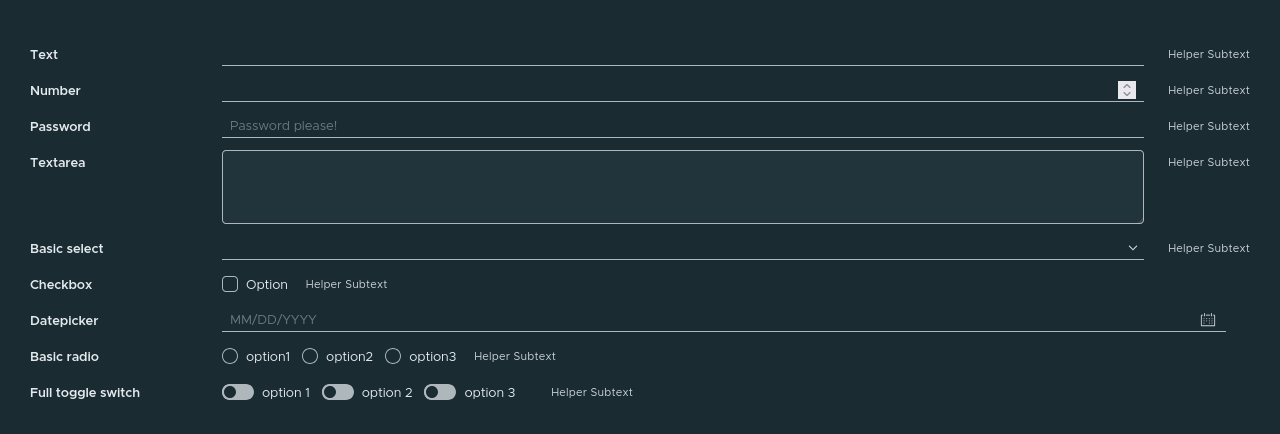 Text Helper Subtext
Number Helper Subtext
Password Password please! Helper Subtext
Textarea Helper Subtext
Basic select Helper Subtext
Checkbox Option Helper Subtext
Datepicker MM/DD/YYYY
Basic radio option1 option2 option3 Helper Subtext
Full toggle switch option 1 option 2 option 3 Helper Subtext